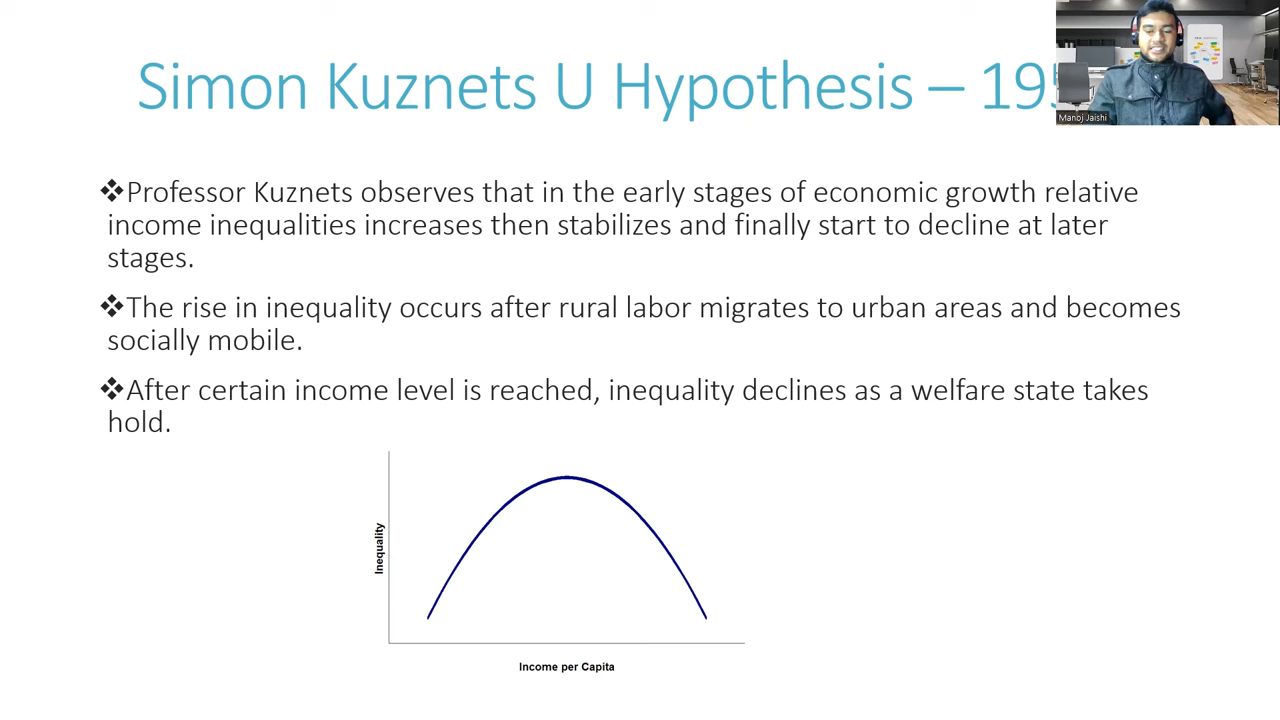 Simon Kuznets U Hypothesis – 195
Manoj Jaishi
❖Professor Kuznets observes that in the early stages of economic growth relative
income inequalities increases then stabilizes and finally start to decline at later
stages.
❖The rise in inequality occurs after rural labor migrates to urban areas and becomes
socially mobile.
❖After certain income level is reached, inequality declines as a welfare state takes
hold.
Inequality
Income per Capita